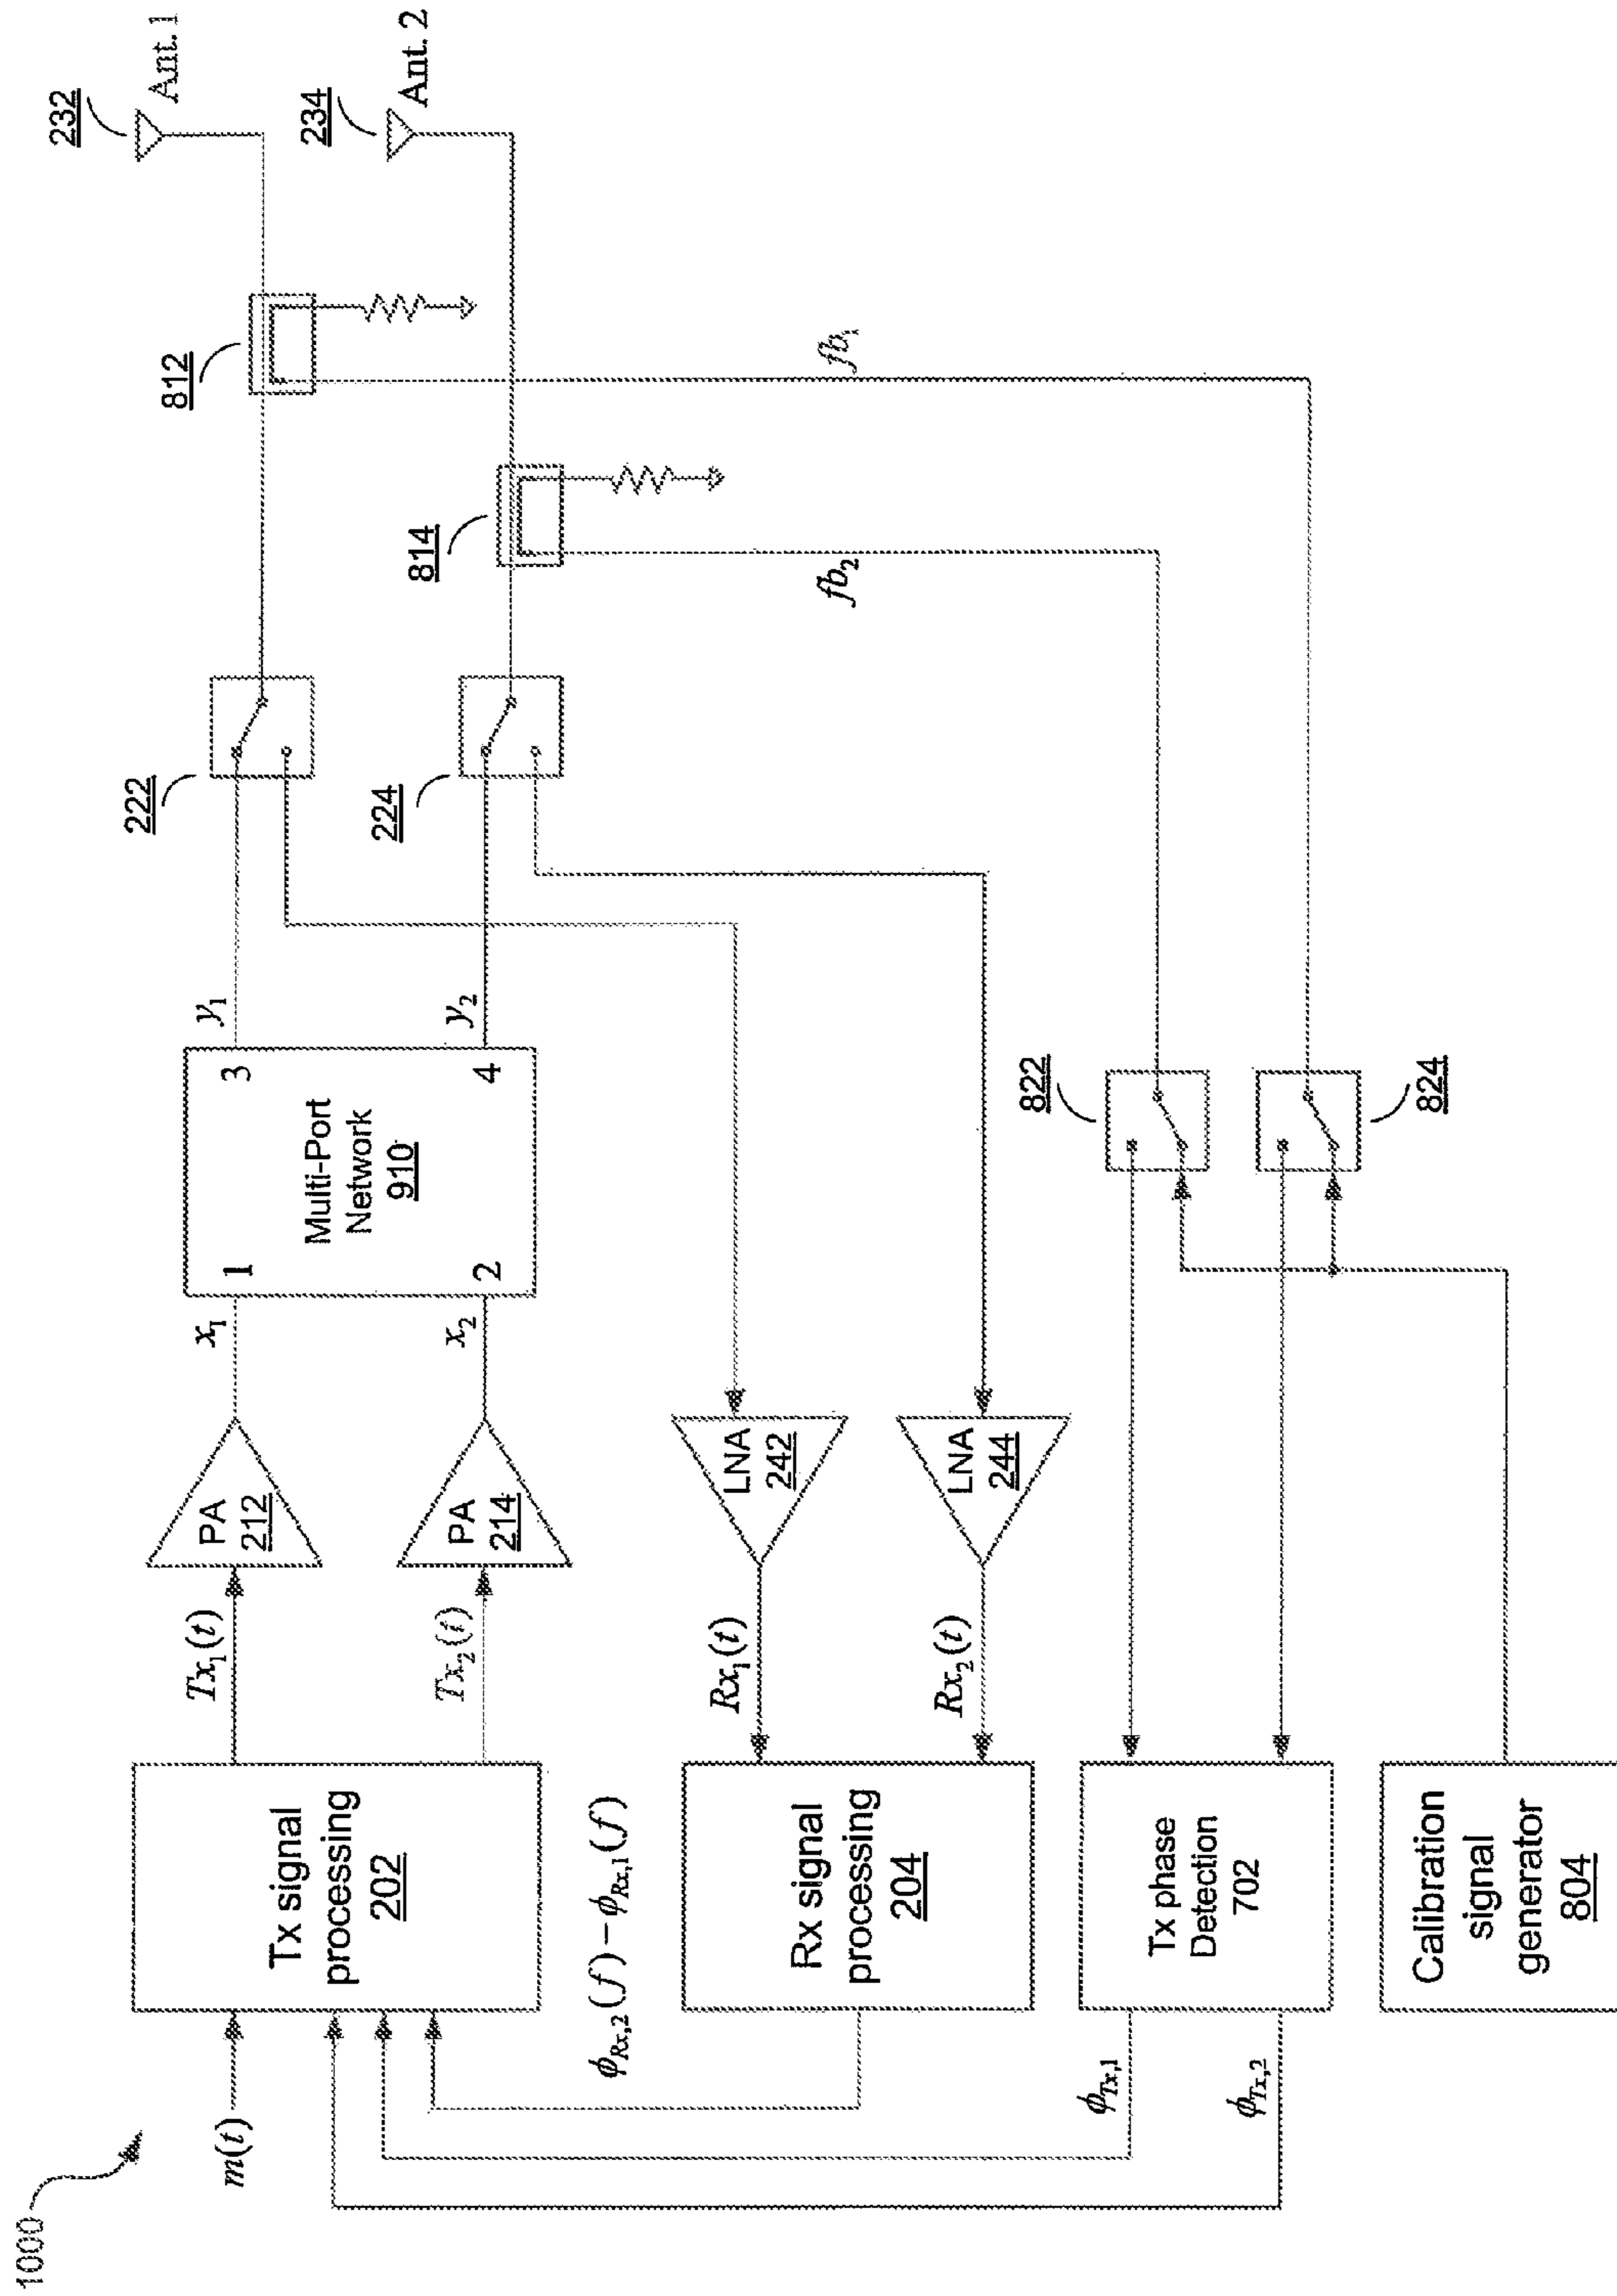 1000
232
Ant. 1
234
Ant. 2
812
814
222
224
fb₁
fb₂
y₁
y₂
Multi-Port
Network
910
1
2
3
4
x₁
x₂
PA
212
PA
214
Tx₁(t)
Tx₂(t)
Tx signal
processing
202
m(t)
LNA
242
LNA
244
Rx₁(t)
Rx₂(t)
Rx signal
processing
204
ϕRx,2(f) − ϕRx,1(f)
822
824
Tx phase
Detection
702
ϕTx,1
ϕTx,2
Calibration
signal
generator
804